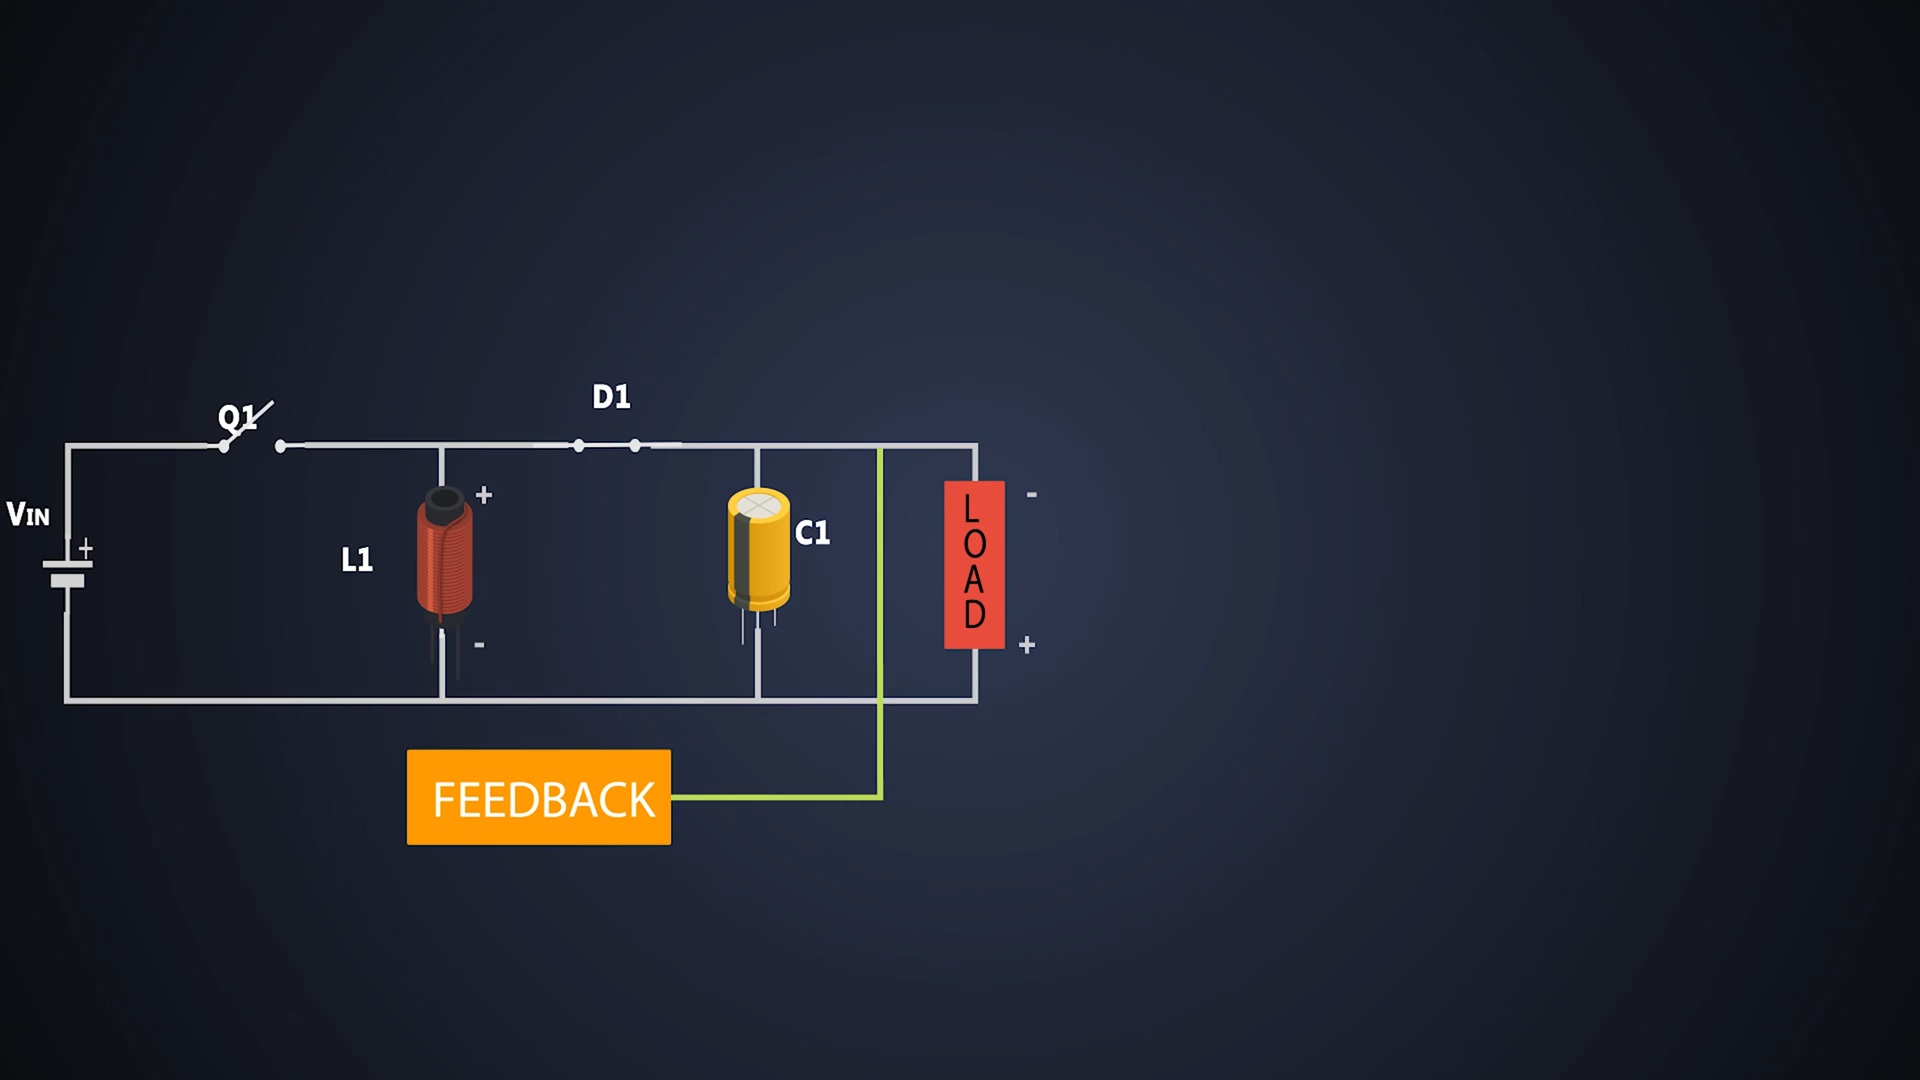 D1
Q1
VIN
+
+
-
L1
C1
L
O
A
D
-
+
-
+
FEEDBACK